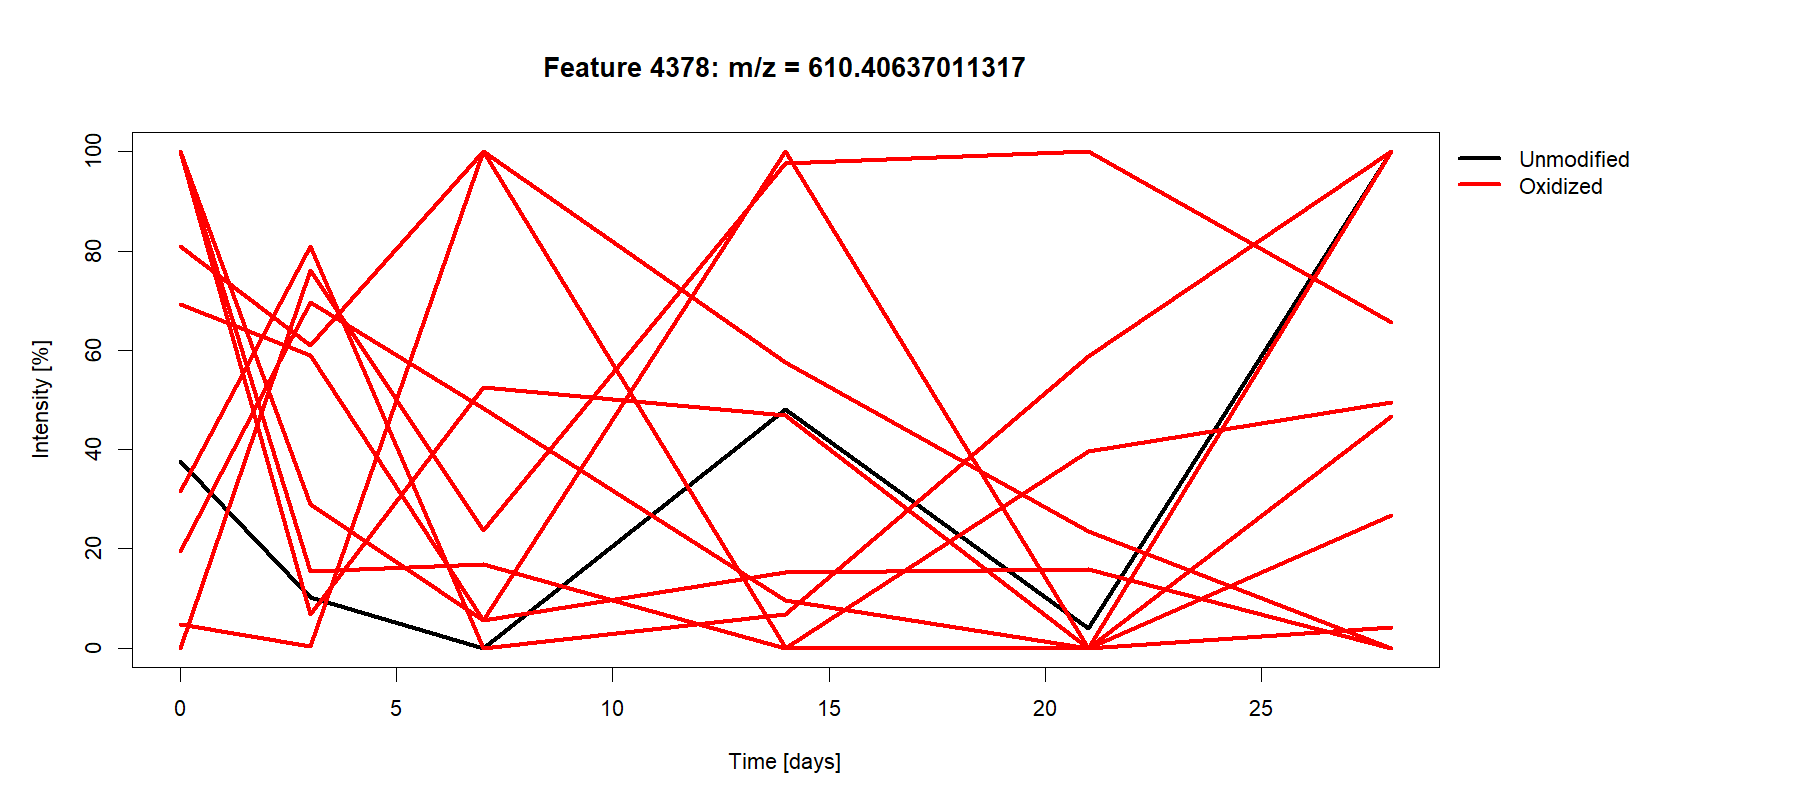 Feature 4378: m/z = 610.40637011317
Unmodified
Oxidized
Intensity [%]
100
80
60
40
20
0
0 5 10 15 20 25
Time [days]